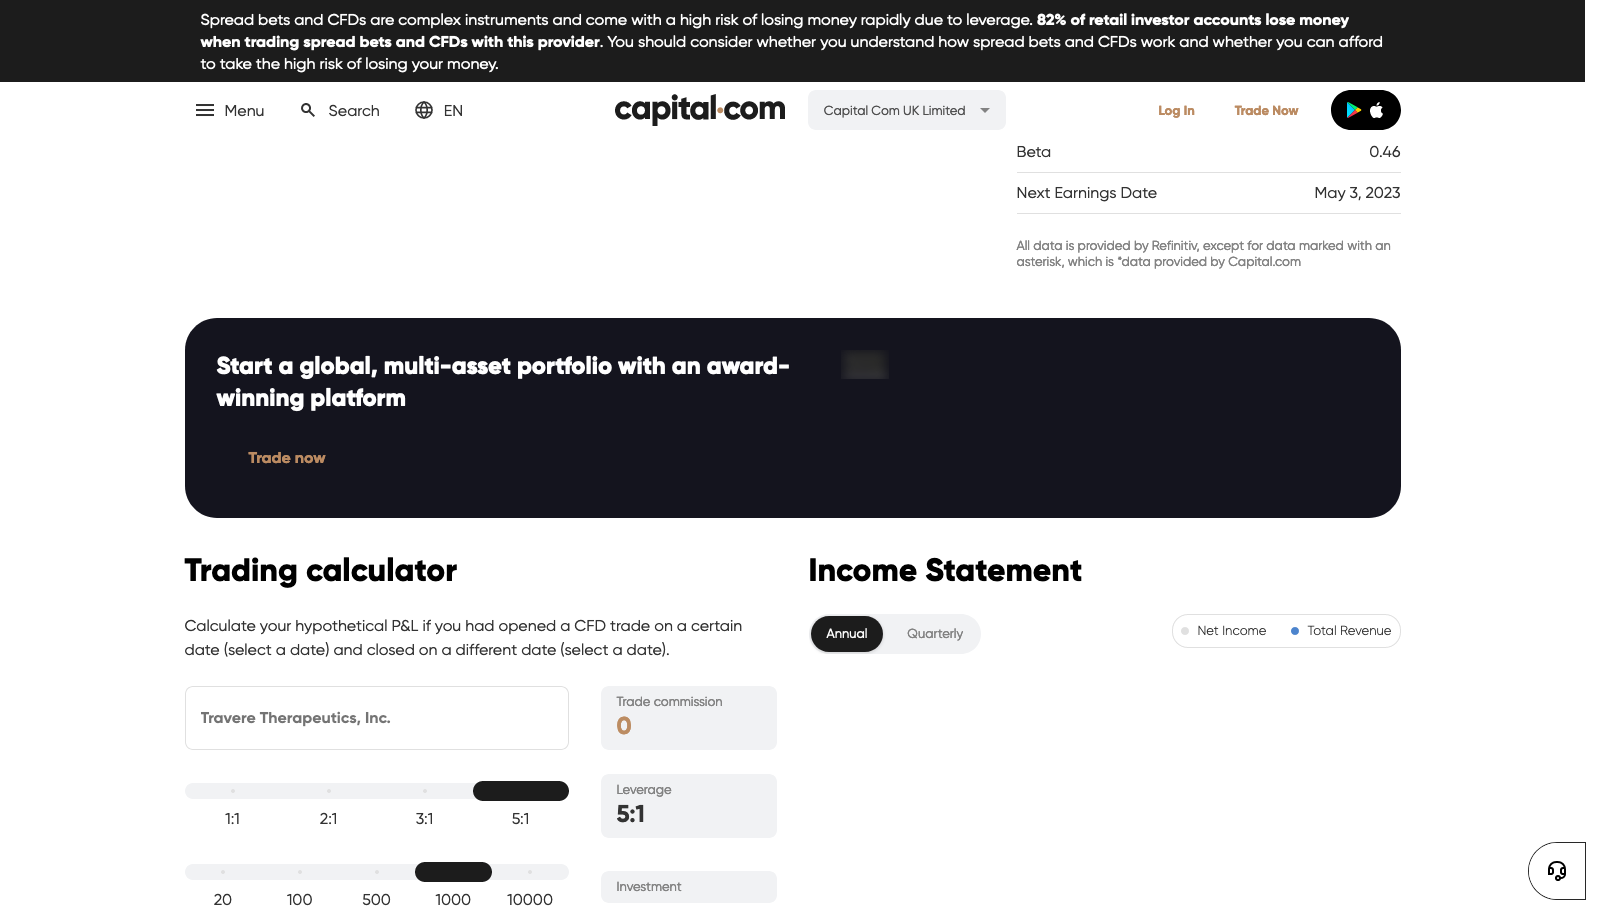 Spread bets and CFDs are complex instruments and come with a high risk of losing money rapidly due to leverage. 82% of retail investor accounts lose money
when trading spread bets and CFDs with this provider. You should consider whether you understand how spread bets and CFDs work and whether you can afford
to take the high risk of losing your money.
Menu Search EN capital.com Capital Com UK Limited Log In Trade Now
Beta 0.46
Next Earnings Date May 3, 2023
All data is provided by Refinitiv, except for data marked with an
asterisk, which is *data provided by Capital.com
Start a global, multi-asset portfolio with an award-
winning platform
Trade now
Trading calculator
Calculate your hypothetical P&L if you had opened a CFD trade on a certain
date (select a date) and closed on a different date (select a date).
Travere Therapeutics, Inc.
Trade commission
0
1:1 2:1 3:1 5:1
Leverage
5:1
20 100 500 1000 10000
Investment
Income Statement
Annual Quarterly
Net Income Total Revenue